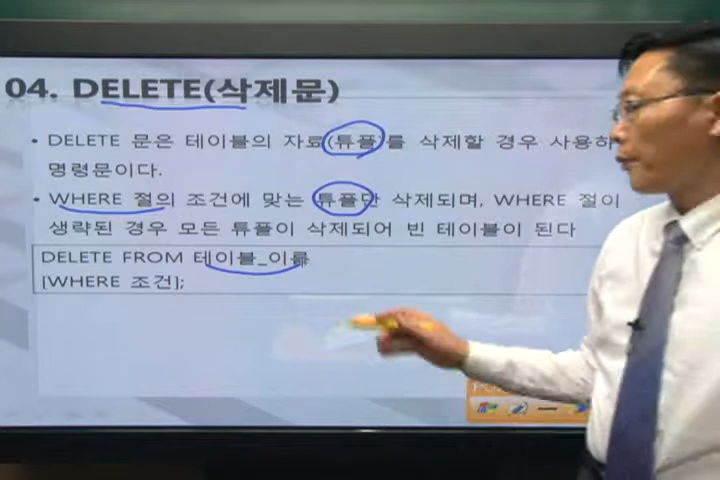 04. DELETE(삭제문)
• DELETE 문은 테이블의 자료(튜플)를 삭제할 경우 사용하
명령문이다.
• WHERE 절의 조건에 맞는 튜플만 삭제되며, WHERE 절이
생략된 경우 모든 튜플이 삭제되어 빈 테이블이 된다
DELETE FROM 테이블_이름
[WHERE 조건];